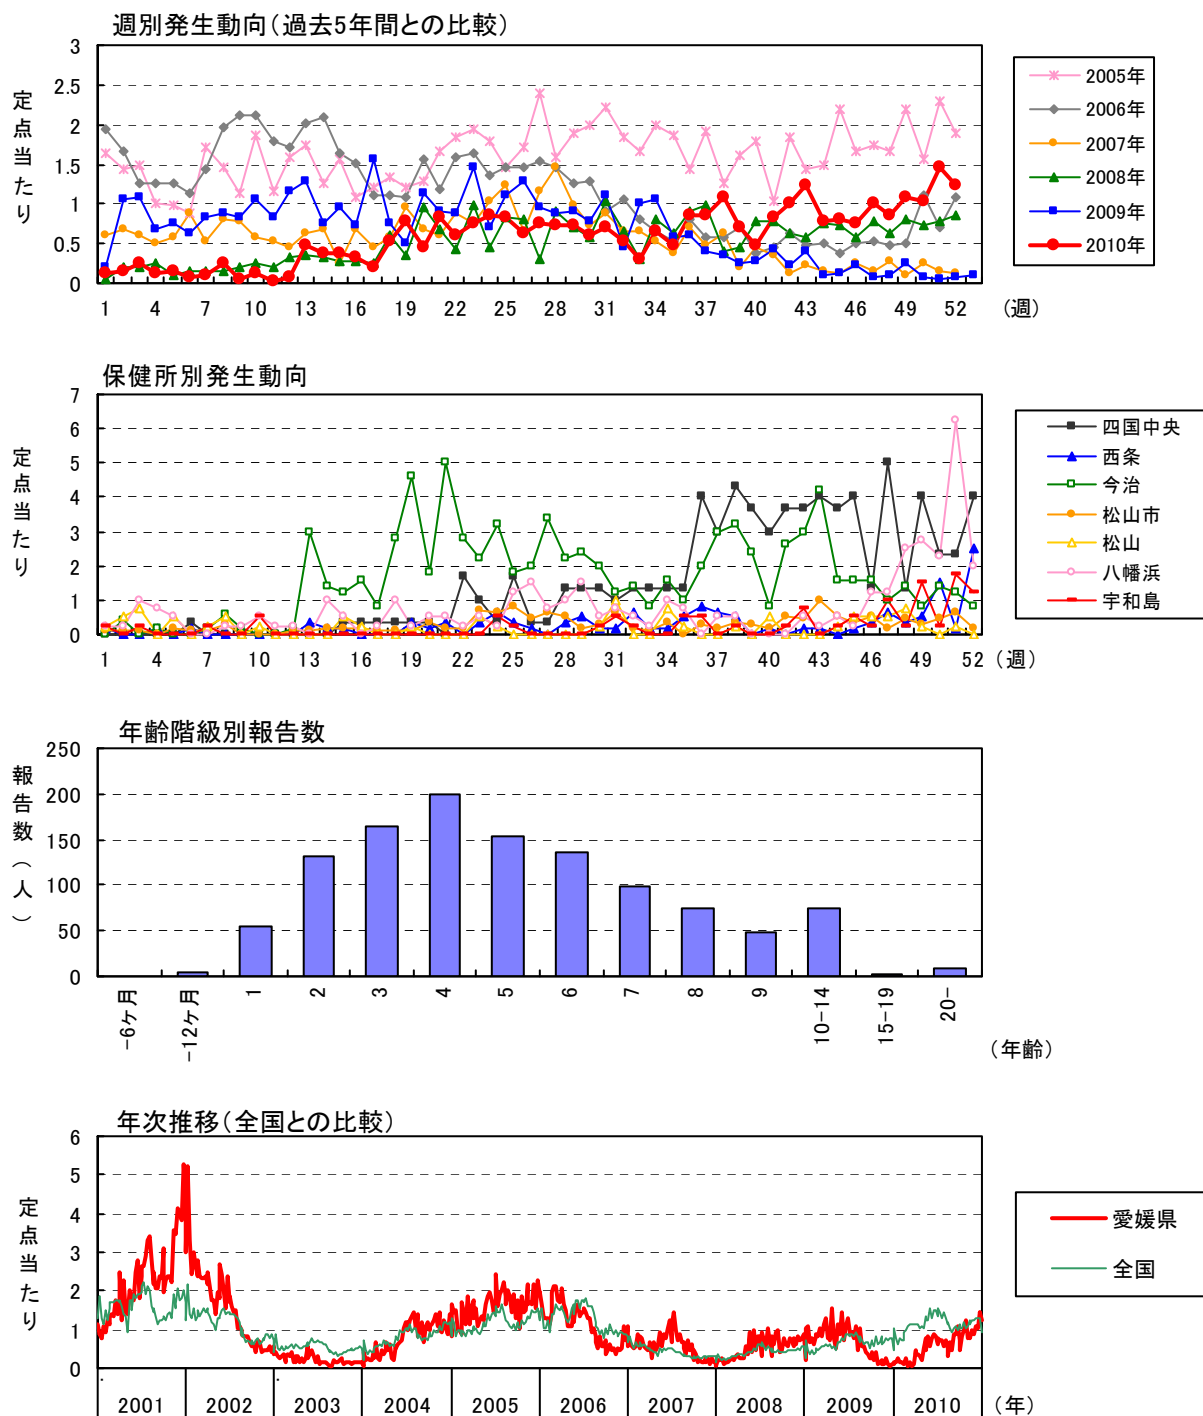 週別発生動向（過去5年間との比較）
3
2.5
2
1.5
1
0.5
0
定点当たり
1 4 7 10 13 16 19 22 25 28 31 34 37 40 43 46 49 52 （週）
2005年
2006年
2007年
2008年
2009年
2010年
保健所別発生動向
7
6
5
4
3
2
1
0
定点当たり
1 4 7 10 13 16 19 22 25 28 31 34 37 40 43 46 49 52 （週）
四国中央
西条
今治
松山市
松山
八幡浜
宇和島
年齢階級別報告数
250
200
150
100
50
0
報告数（人）
-6ヶ月 -12ヶ月 1 2 3 4 5 6 7 8 9 10-14 15-19 20-
（年齢）
年次推移（全国との比較）
6
5
4
3
2
1
0
定点当たり
2001 2002 2003 2004 2005 2006 2007 2008 2009 2010 （年）
愛媛県
全国